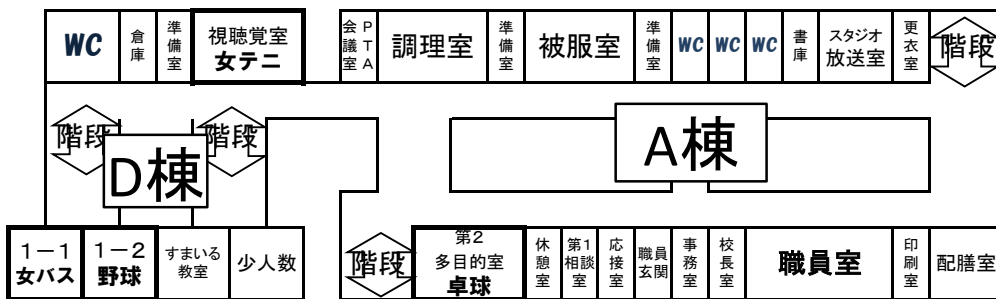 WC
倉庫
準備室
視聴覚室
女テニ
PTA
会議室
調理室
準備室
被服室
準備室
WC
WC
WC
書庫
スタジオ
放送室
更衣室
階段
階段
階段
D棟
A棟
1－1
女バス
1－2
野球
すまいる
教室
少人数
階段
第2
多目的室
卓球
休憩室
第1
相談室
応接室
職員
玄関
事務室
校長室
職員室
印刷室
配膳室